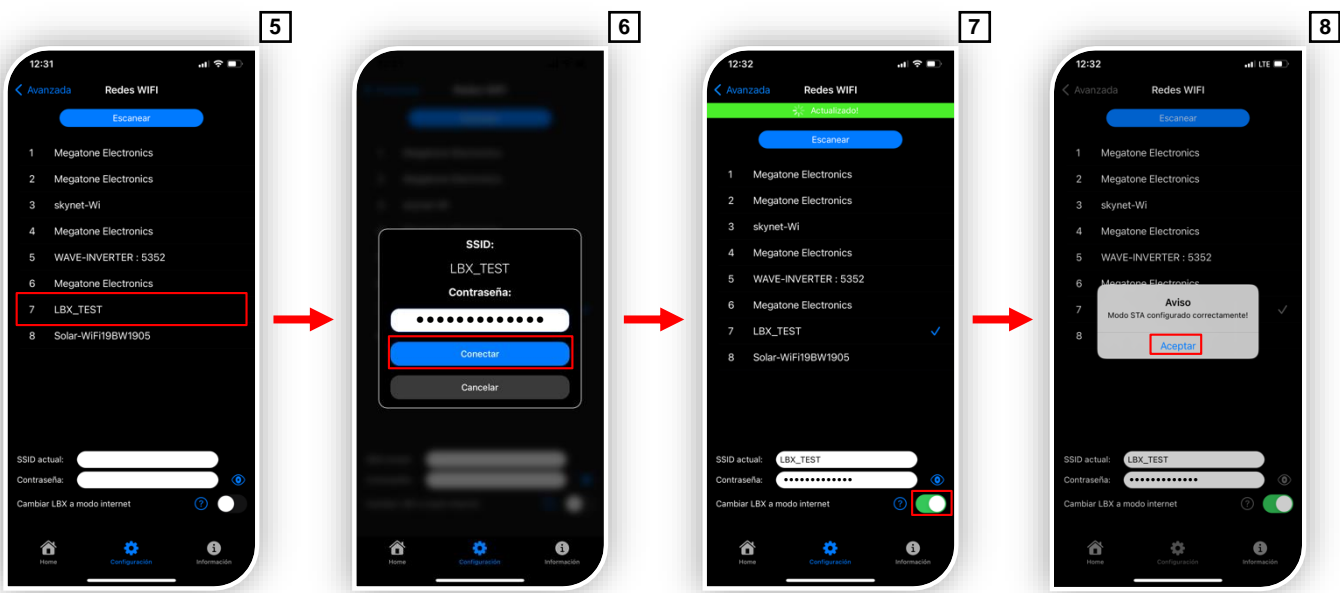 5
12:31
Avanzada
Redes WIFI
Escanear
1 Megatone Electronics
2 Megatone Electronics
3 skynet-Wi
4 Megatone Electronics
5 WAVE-INVERTER : 5352
6 Megatone Electronics
7 LBX_TEST
8 Solar-WiFi19BW1905
SSID actual:
Contraseña:
Cambiar LBX a modo internet ?
Home Configuración Información
6
SSID:
LBX_TEST
Contraseña:
•••••••••••••
Conectar
Cancelar
Home Configuración Información
7
12:32
Avanzada
Redes WIFI
Actualizado!
Escanear
1 Megatone Electronics
2 Megatone Electronics
3 skynet-Wi
4 Megatone Electronics
5 WAVE-INVERTER : 5352
6 Megatone Electronics
7 LBX_TEST
8 Solar-WiFi19BW1905
SSID actual: LBX_TEST
Contraseña: •••••••••••••
Cambiar LBX a modo internet ?
Home Configuración Información
8
12:32 LTE
Avanzada
Redes WIFI
Escanear
1 Megatone Electronics
2 Megatone Electronics
3 skynet-Wi
4 Megatone Electronics
5 WAVE-INVERTER : 5352
6 Megatone Electronics
7
8
Aviso
Modo STA configurado correctamente!
Aceptar
SSID actual: LBX_TEST
Contraseña: •••••••••••••
Cambiar LBX a modo internet ?
Home Configuración Información